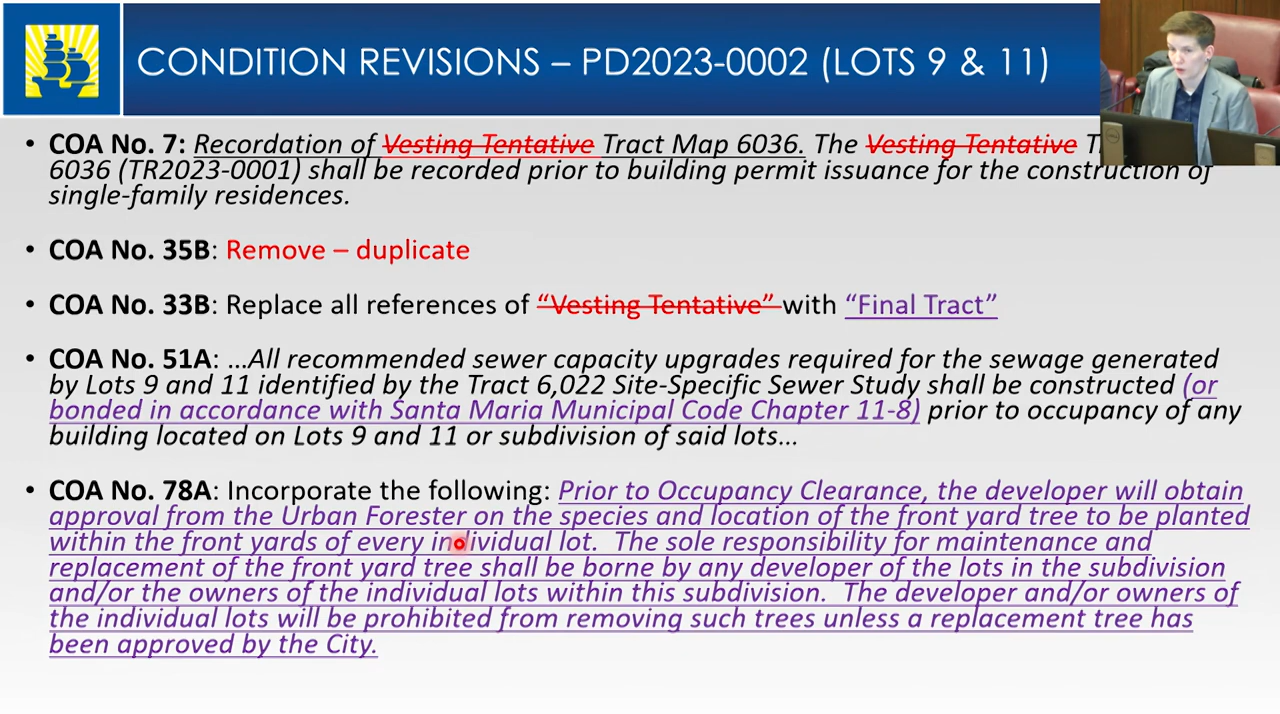 CONDITION REVISIONS – PD2023-0002 (LOTS 9 & 11)
• COA No. 7: Recordation of Vesting Tentative Tract Map 6036. The Vesting Tentative
6036 (TR2023-0001) shall be recorded prior to building permit issuance for the construction of
single-family residences.
• COA No. 35B: Remove – duplicate
• COA No. 33B: Replace all references of “Vesting Tentative” with “Final Tract”
• COA No. 51A: …All recommended sewer capacity upgrades required for the sewage generated
by Lots 9 and 11 identified by the Tract 6,022 Site-Specific Sewer Study shall be constructed (or
bonded in accordance with Santa Maria Municipal Code Chapter 11-8) prior to occupancy of any
building located on Lots 9 and 11 or subdivision of said lots…
• COA No. 78A: Incorporate the following: Prior to Occupancy Clearance, the developer will obtain
approval from the Urban Forester on the species and location of the front yard tree to be planted
within the front yards of every individual lot. The sole responsibility for maintenance and
replacement of the front yard tree shall be borne by any developer of the lots in the subdivision
and/or the owners of the individual lots within this subdivision. The developer and/or owners of
the individual lots will be prohibited from removing such trees unless a replacement tree has
been approved by the City.